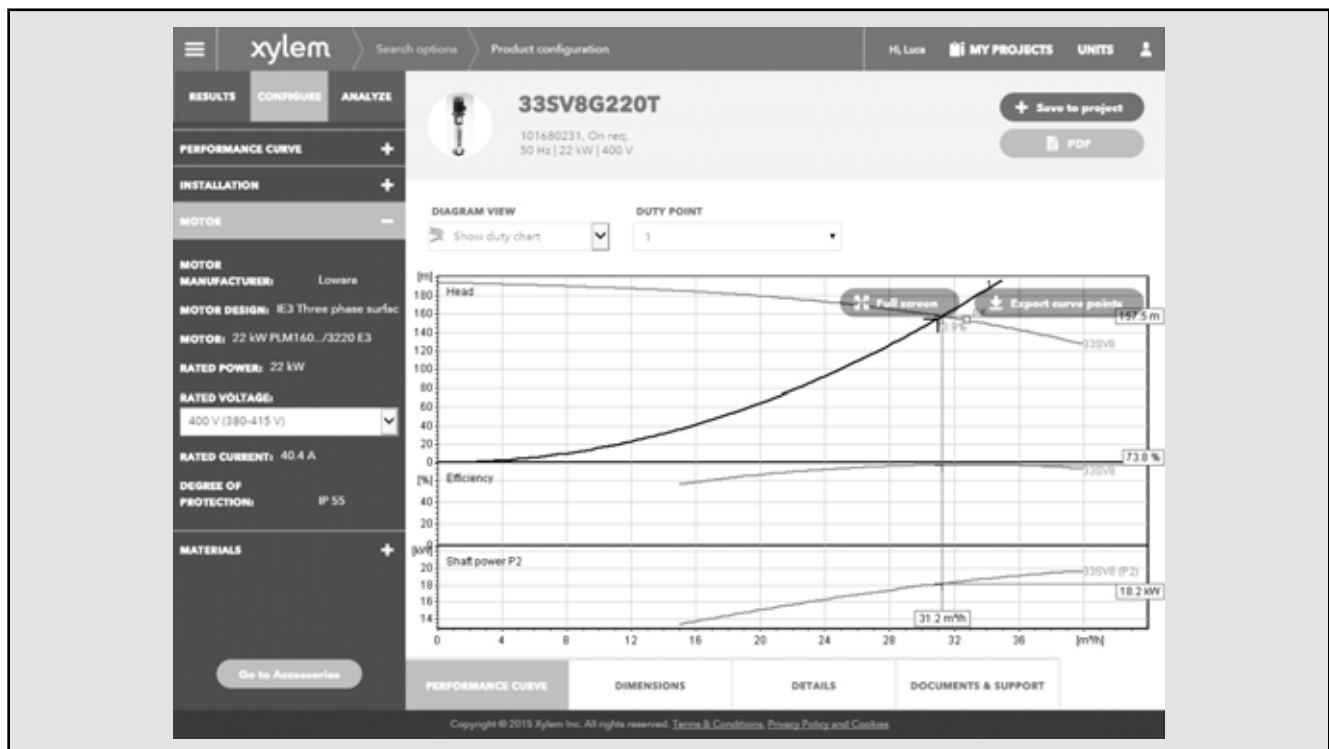 xylem
Search options
Product configuration
Hi, Luca
MY PROJECTS
UNITS
RESULTS
CONFIGURE
ANALYZE
33SV8G220T
101680231, On req.
50 Hz | 22 kW | 400 V
+ Save to project
PDF
PERFORMANCE CURVE +
INSTALLATION +
MOTOR −
MOTOR
MANUFACTURER: Lowara
MOTOR DESIGN: IE3 Three phase surfac
MOTOR: 22 kW PLM160.../3220 E3
RATED POWER: 22 kW
RATED VOLTAGE:
400 V (380-415 V)
RATED CURRENT: 40.4 A
DEGREE OF
PROTECTION: IP 55
MATERIALS +
Go to Accessories
DIAGRAM VIEW
DUTY POINT
Show duty chart
1
[m]
Head
180
160
140
120
100
80
60
40
20
0
Full screen
Export curve points
157.5 m
33SV8
73.8 %
[%]
Efficiency
33SV8
40
20
0
[kW]
Shaft power P2
20
18
16
14
33SV8 (P2)
18.2 kW
31.2 m³/h
0 4 8 12 16 20 24 28 32 36 [m³/h]
PERFORMANCE CURVE
DIMENSIONS
DETAILS
DOCUMENTS & SUPPORT
Copyright © 2015 Xylem Inc. All rights reserved. Terms & Conditions, Privacy Policy and Cookies